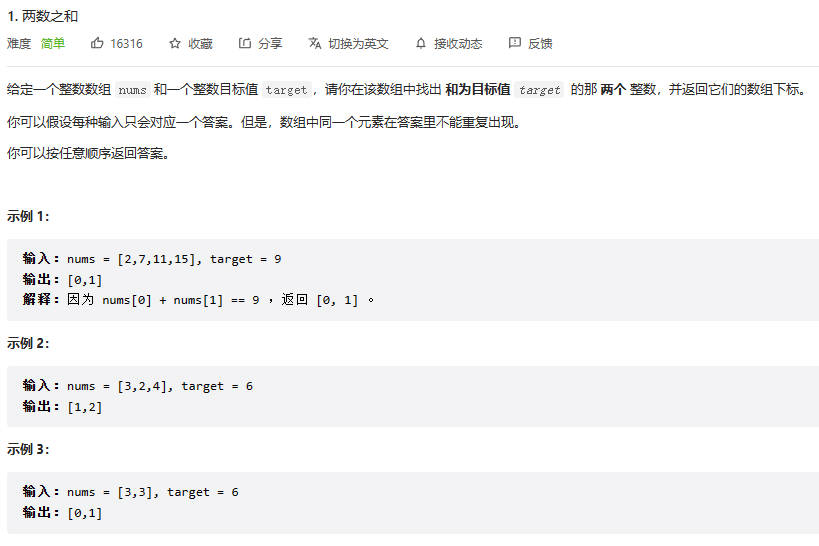 1. 两数之和
难度 简单 16316 收藏 分享 切换为英文 接收动态 反馈
给定一个整数数组 nums 和一个整数目标值 target，请你在该数组中找出 和为目标值 target 的那 两个 整数，并返回它们的数组下标。
你可以假设每种输入只会对应一个答案。但是，数组中同一个元素在答案里不能重复出现。
你可以按任意顺序返回答案。
示例 1：
输入：nums = [2,7,11,15], target = 9
输出：[0,1]
解释：因为 nums[0] + nums[1] == 9 ，返回 [0, 1] 。
示例 2：
输入：nums = [3,2,4], target = 6
输出：[1,2]
示例 3：
输入：nums = [3,3], target = 6
输出：[0,1]